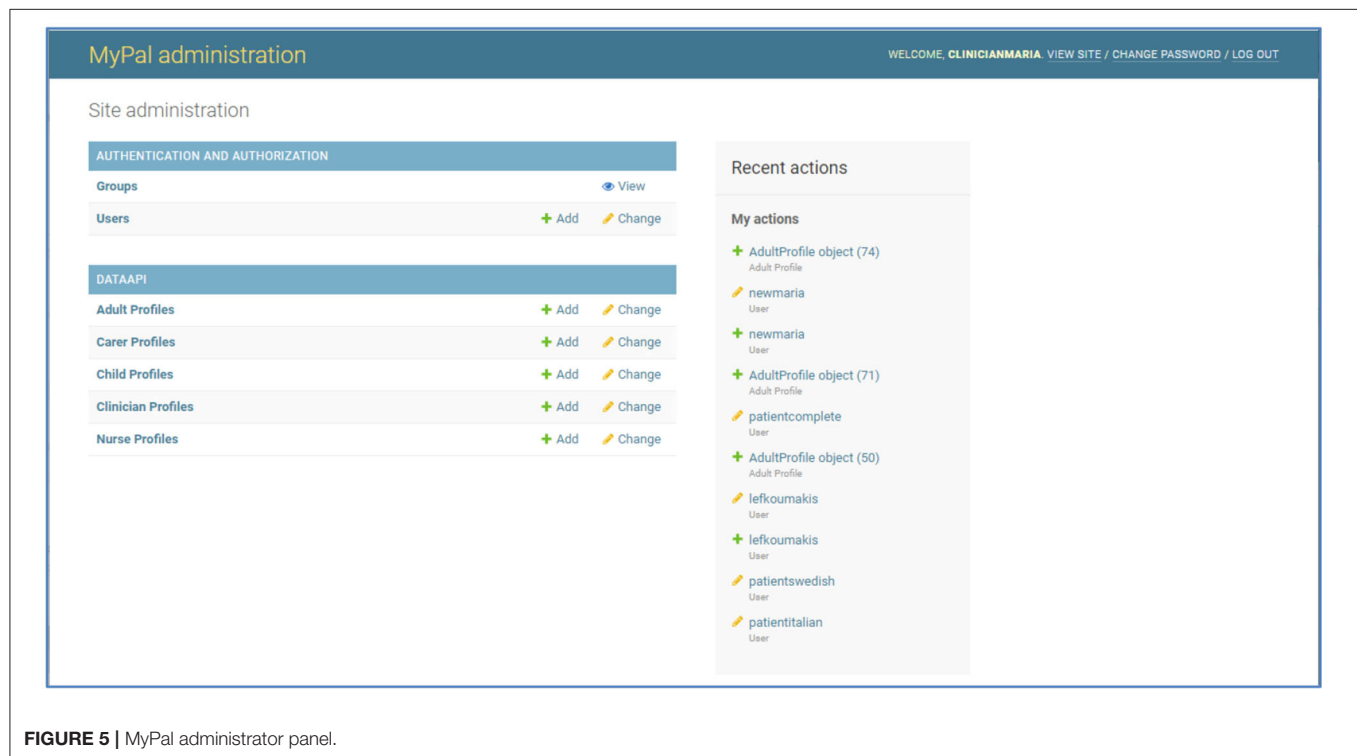 MyPal administration
WELCOME, CLINICIANMARIA. VIEW SITE / CHANGE PASSWORD / LOG OUT
Site administration
AUTHENTICATION AND AUTHORIZATION
Groups View
Users Add Change
DATAAPI
Adult Profiles Add Change
Carer Profiles Add Change
Child Profiles Add Change
Clinician Profiles Add Change
Nurse Profiles Add Change
Recent actions
My actions
AdultProfile object (74)
Adult Profile
newmaria
User
newmaria
User
AdultProfile object (71)
Adult Profile
patientcomplete
User
AdultProfile object (50)
Adult Profile
lefkoumakis
User
lefkoumakis
User
patientswedish
User
patientitalian
User
FIGURE 5 | MyPal administrator panel.